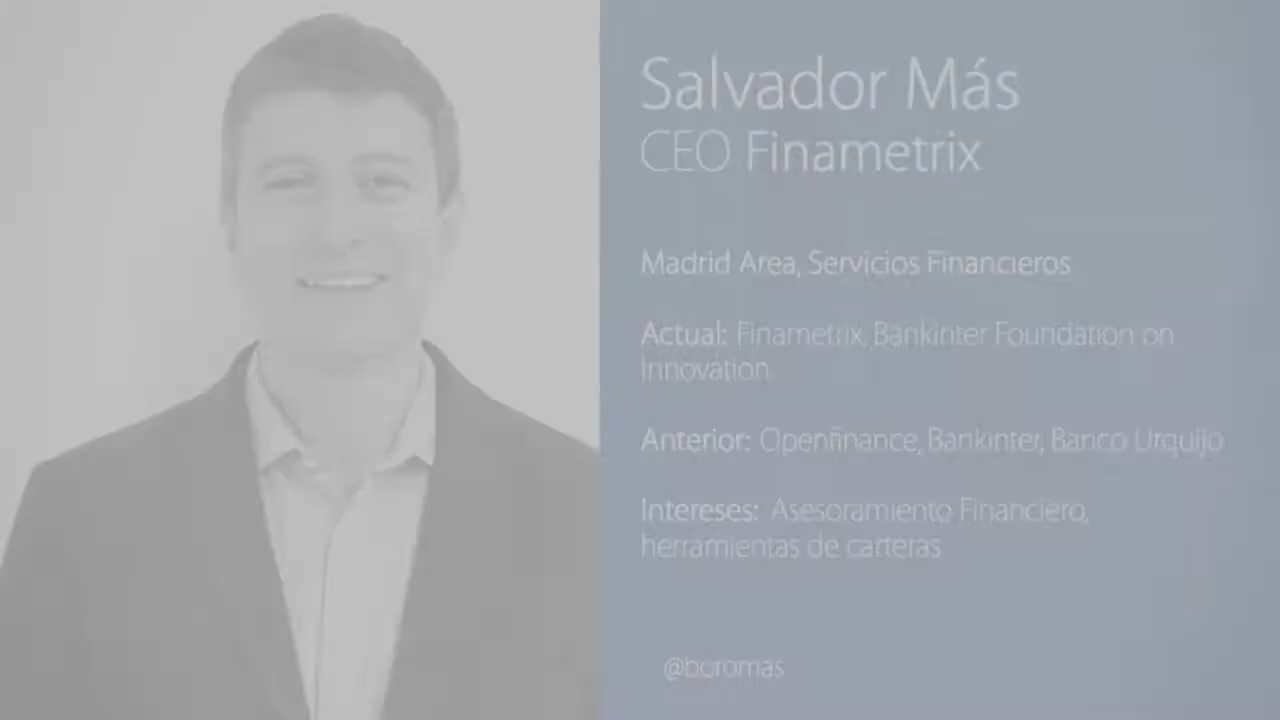 Salvador Más
CEO Finametrix
Madrid Area, Servicios Financieros
Actual: Finametrix, Bankinter Foundation on
Innovation
Anterior: Openfinance, Bankinter, Banco Urquijo
Intereses: Asesoramiento Financiero,
herramientas de carteras
@boromas